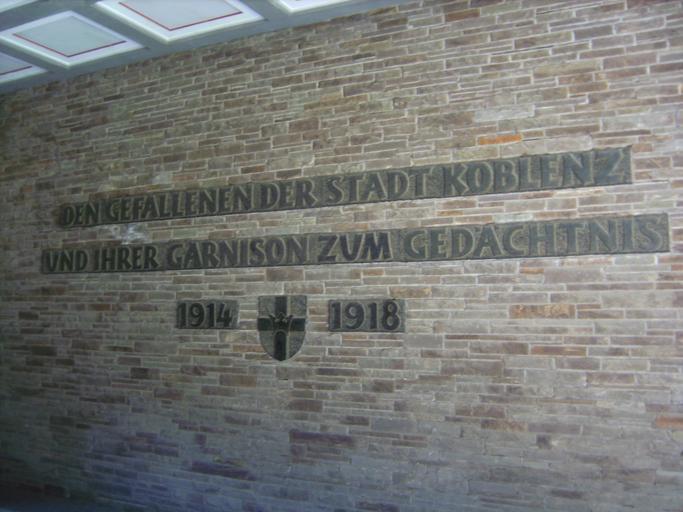 DEN GEFALLENEN DER STADT KOBLENZ
UND IHRER GARNISON ZUM GEDÄCHTNIS
1914 1918